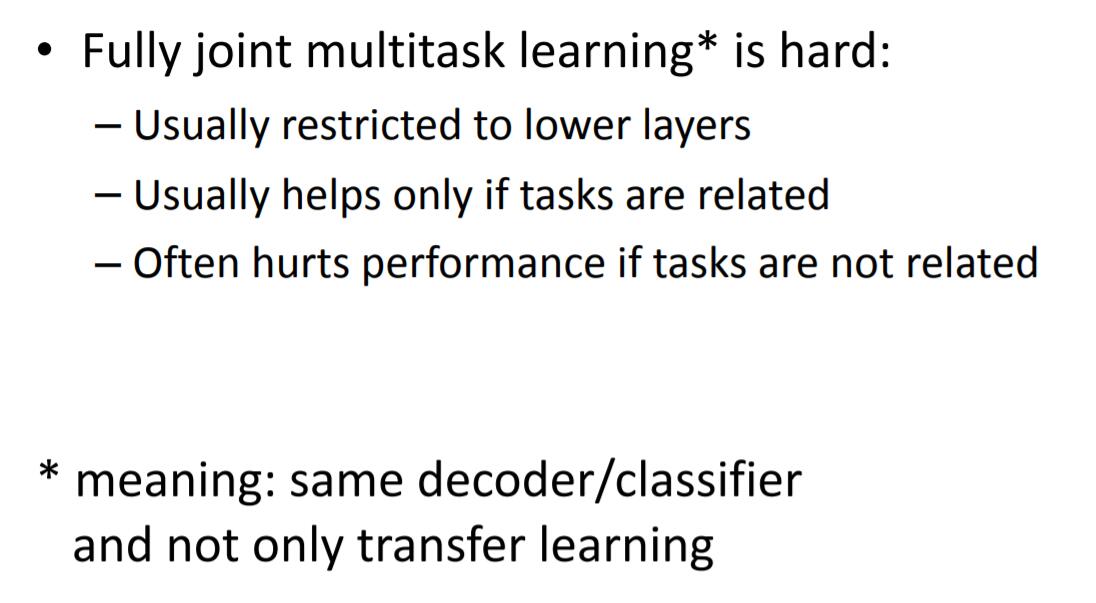 • Fully joint multitask learning* is hard:
– Usually restricted to lower layers
– Usually helps only if tasks are related
– Often hurts performance if tasks are not related
* meaning: same decoder/classifier
and not only transfer learning